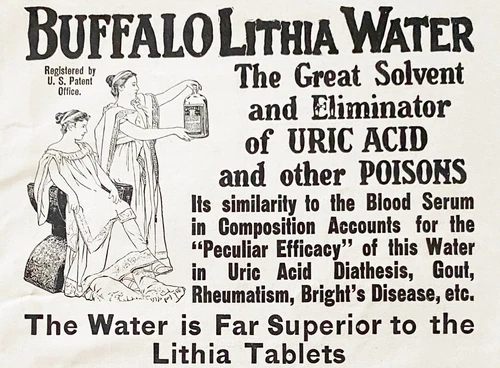 BUFFALO LITHIA WATER
Registered by
U. S. Patent
Office.
The Great Solvent
and Eliminator
of URIC ACID
and other POISONS
Its similarity to the Blood Serum
in Composition Accounts for the
“Peculiar Efficacy” of this Water
in Uric Acid Diathesis, Gout,
Rheumatism, Bright's Disease, etc.
The Water is Far Superior to the
Lithia Tablets